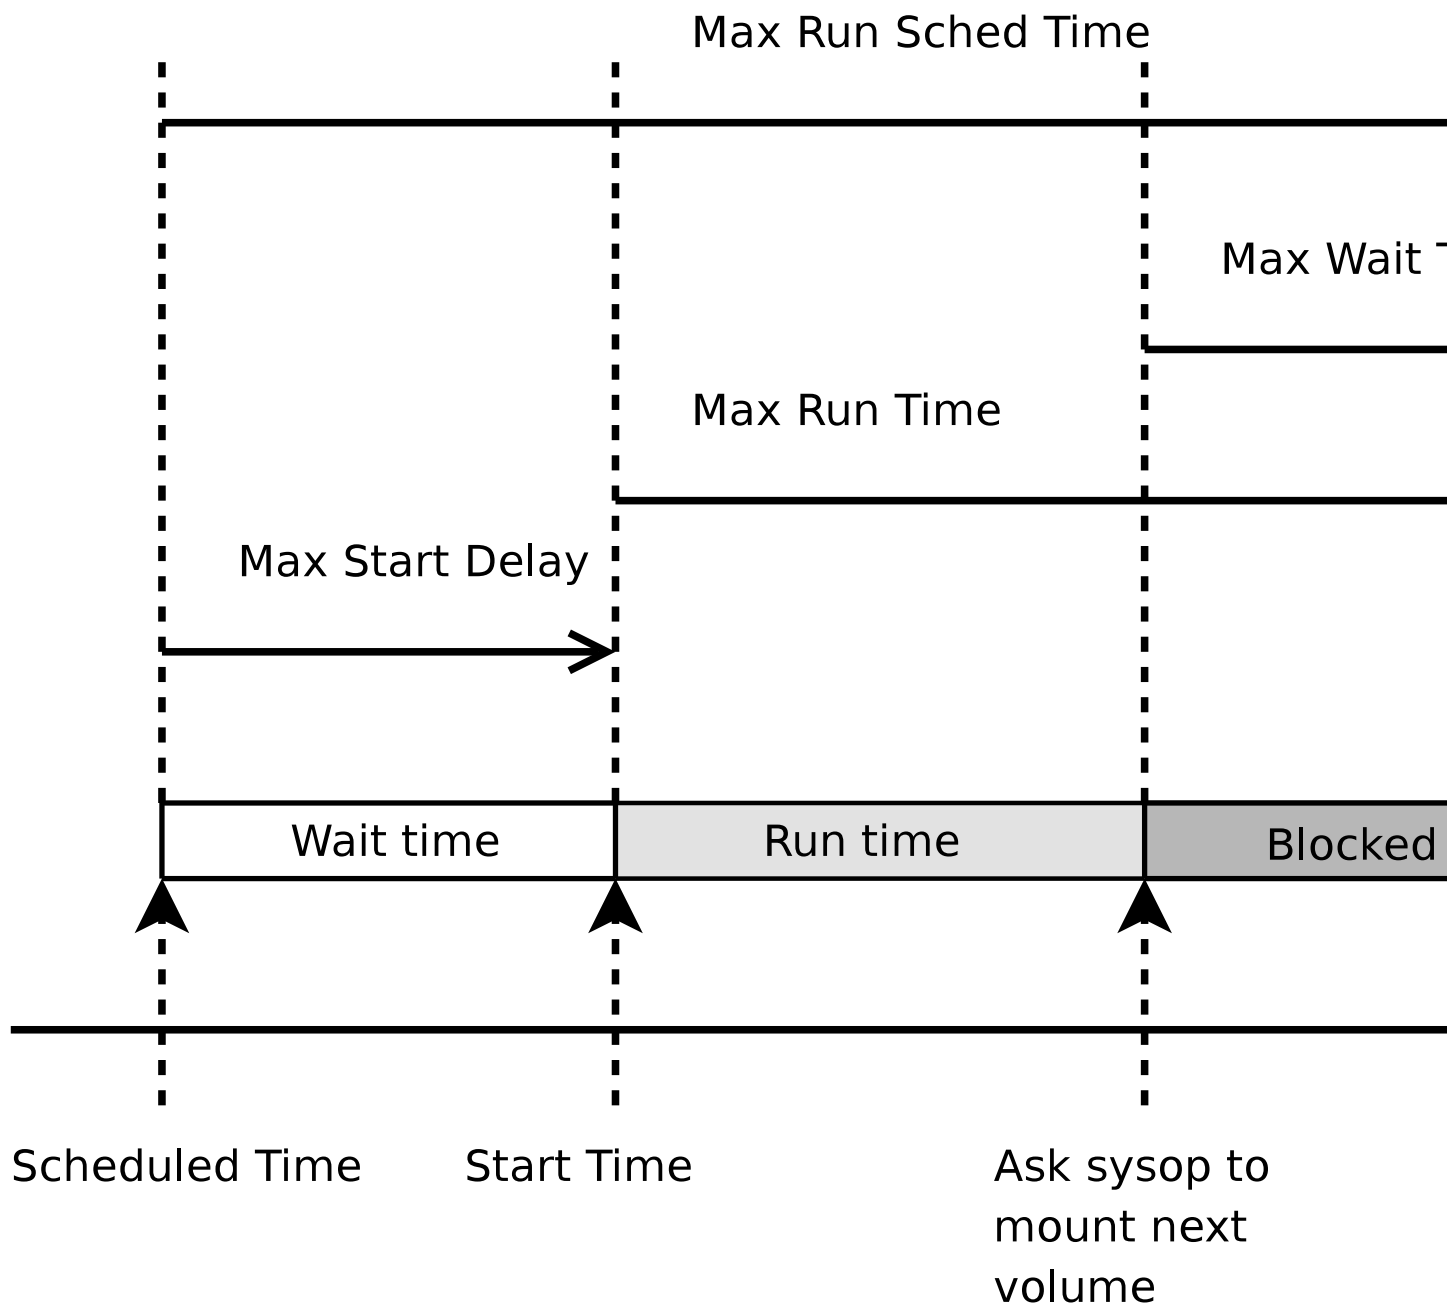 Max Run Sched Time
Max Wait
Max Run Time
Max Start Delay
Wait time
Run time
Blocked
Scheduled Time
Start Time
Ask sysop to
mount next
volume